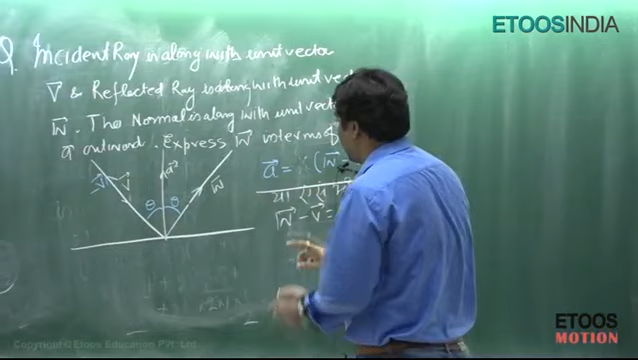 ETOOSINDIA
Q. Incident Ray is along with unit vector
v⃗ & Reflected Ray is along with unit vect
w⃗. The Normal is along with unit vecto
a⃗ outward. Express w⃗ in terms of
a⃗ = (w⃗
w⃗ - v⃗ =
a⃗
v⃗
w⃗
θ θ
ETOOS
MOTION
Copyright © Etoos Education Pvt. Ltd.